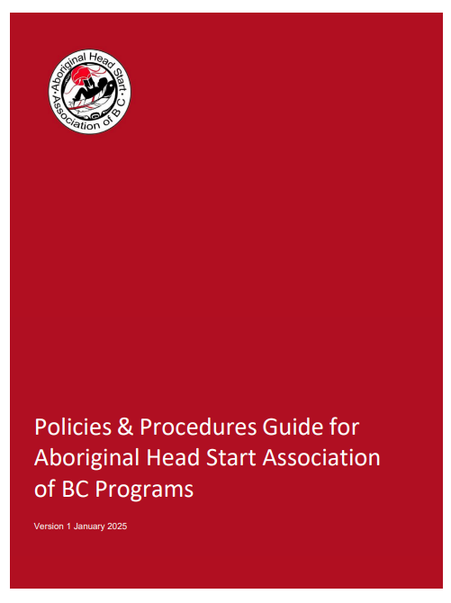 Aboriginal Head Start
Association of B C
Policies & Procedures Guide for
Aboriginal Head Start Association
of BC Programs
Version 1 January 2025